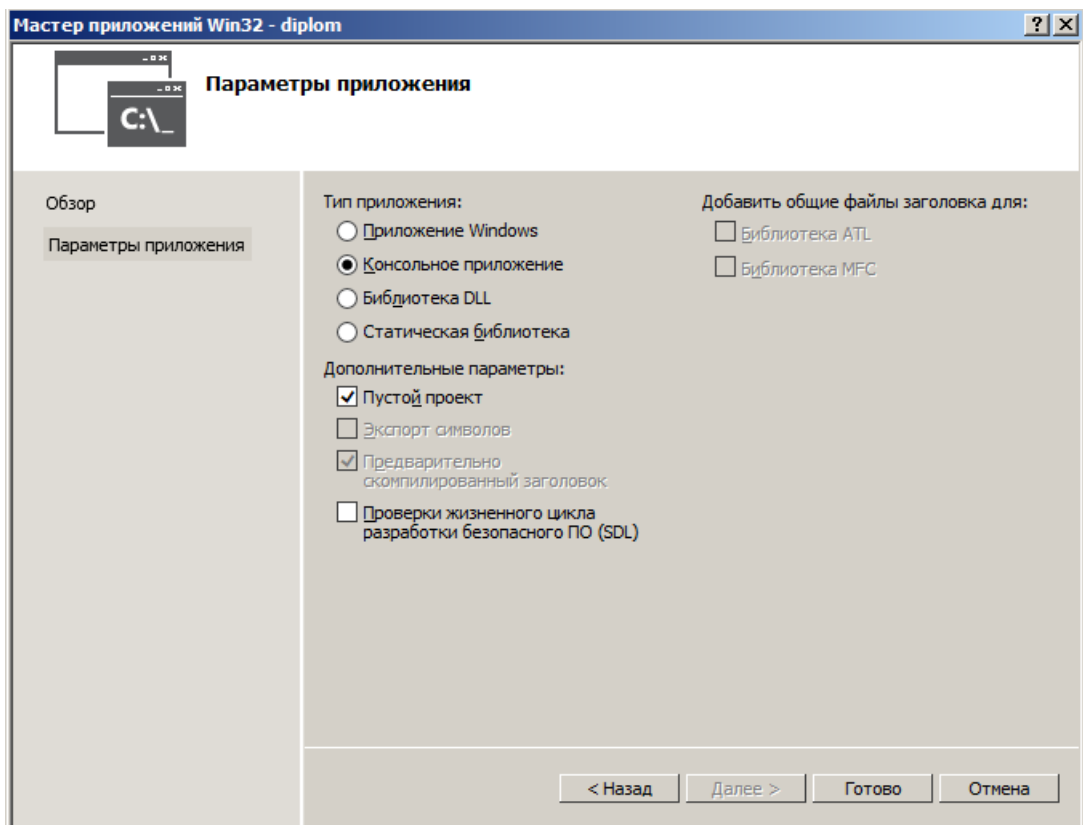 Мастер приложений Win32 - diplom
C:\_
Параметры приложения
Обзор
Параметры приложения
Тип приложения:
Приложение Windows
Консольное приложение
Библиотека DLL
Статическая библиотека
Дополнительные параметры:
Пустой проект
Экспорт символов
Предварительно
скомпилированный заголовок
Проверки жизненного цикла
разработки безопасного ПО (SDL)
Добавить общие файлы заголовка для:
Библиотека ATL
Библиотека MFC
< Назад
Далее >
Готово
Отмена